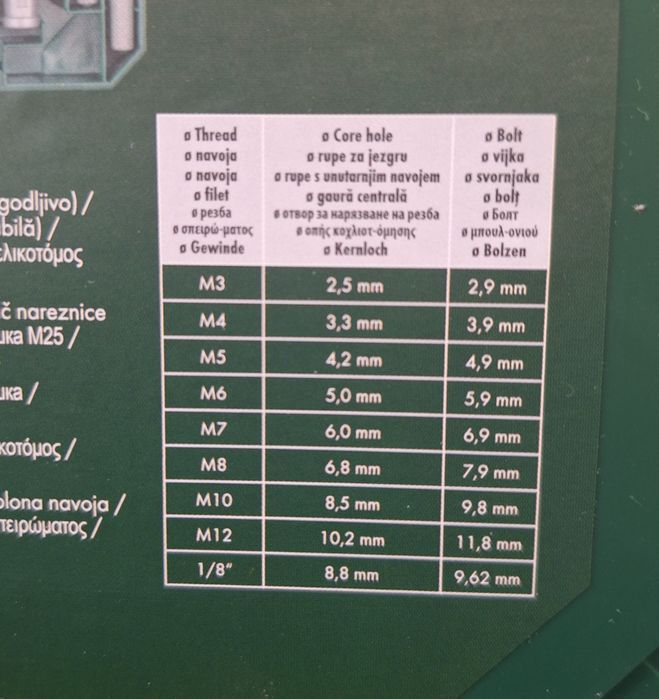 godljivo) /
bilă) /
ελικοτόμος
č nareznice
M25 /
/
κοτόμος /
blona navoja /
πειρώματος /
ø Thread ø Core hole ø Bolt
ø navoja ø rupe za jezgru ø vijka
ø navoja ø rupe s unutarnjim navojem ø svornjaka
ø filet ø gaură centrală ø bolţ
ø резба ø отвор за нарязване на резба ø Болт
ø σπειρώ-ματος ø οπής κοχλιοτ-όμησης ø μπουλ-ονιού
ø Gewinde ø Kernloch ø Bolzen
M3 2,5 mm 2,9 mm
M4 3,3 mm 3,9 mm
M5 4,2 mm 4,9 mm
M6 5,0 mm 5,9 mm
M7 6,0 mm 6,9 mm
M8 6,8 mm 7,9 mm
M10 8,5 mm 9,8 mm
M12 10,2 mm 11,8 mm
1/8" 8,8 mm 9,62 mm